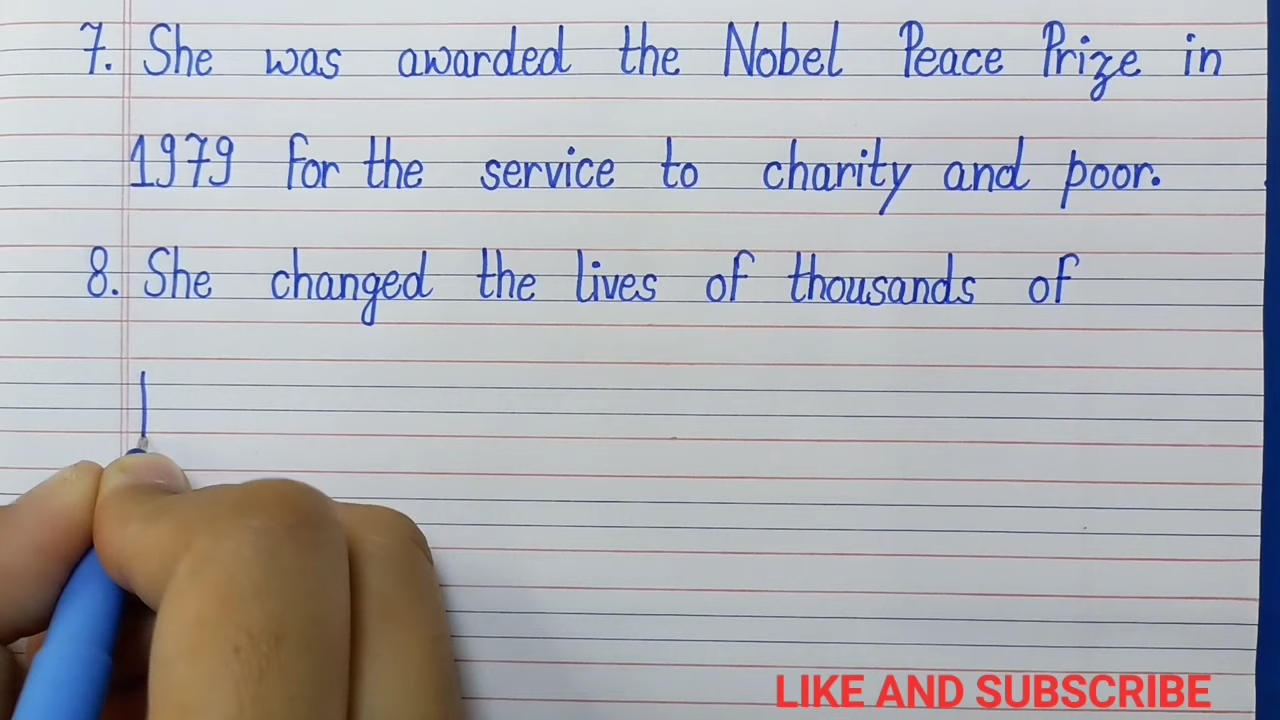 7. She was awarded the Nobel Peace Prize in
1979 for the service to charity and poor.
8. She changed the lives of thousands of
LIKE AND SUBSCRIBE